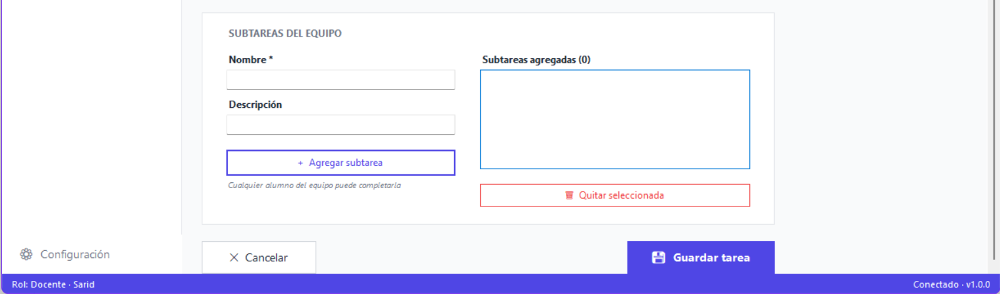 SUBTAREAS DEL EQUIPO
Nombre *
Descripción
+ Agregar subtarea
Cualquier alumno del equipo puede completarla
Subtareas agregadas (0)
Quitar seleccionada
Configuración
Cancelar
Guardar tarea
Rol: Docente · Sarid
Conectado · v1.0.0